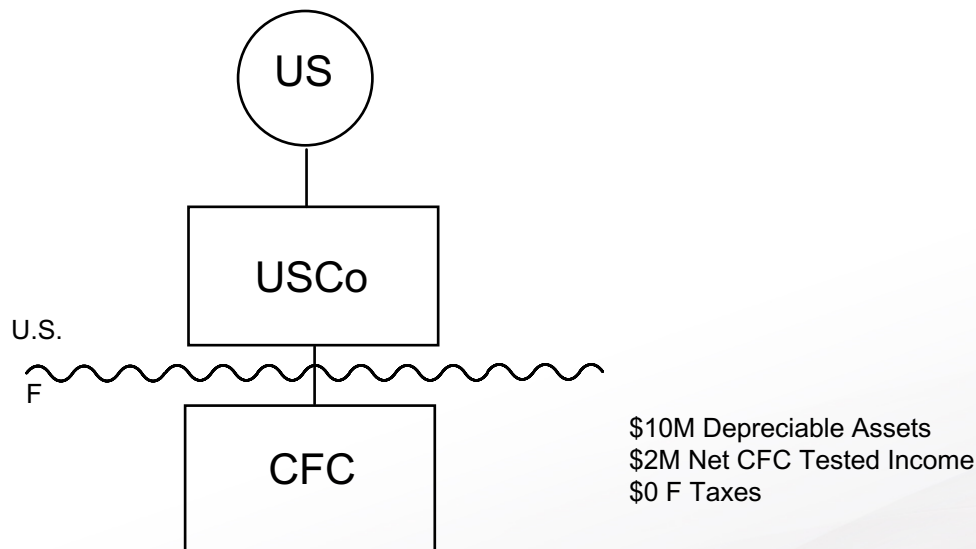 US
USCo
U.S.
F
CFC
$10M Depreciable Assets
$2M Net CFC Tested Income
$0 F Taxes